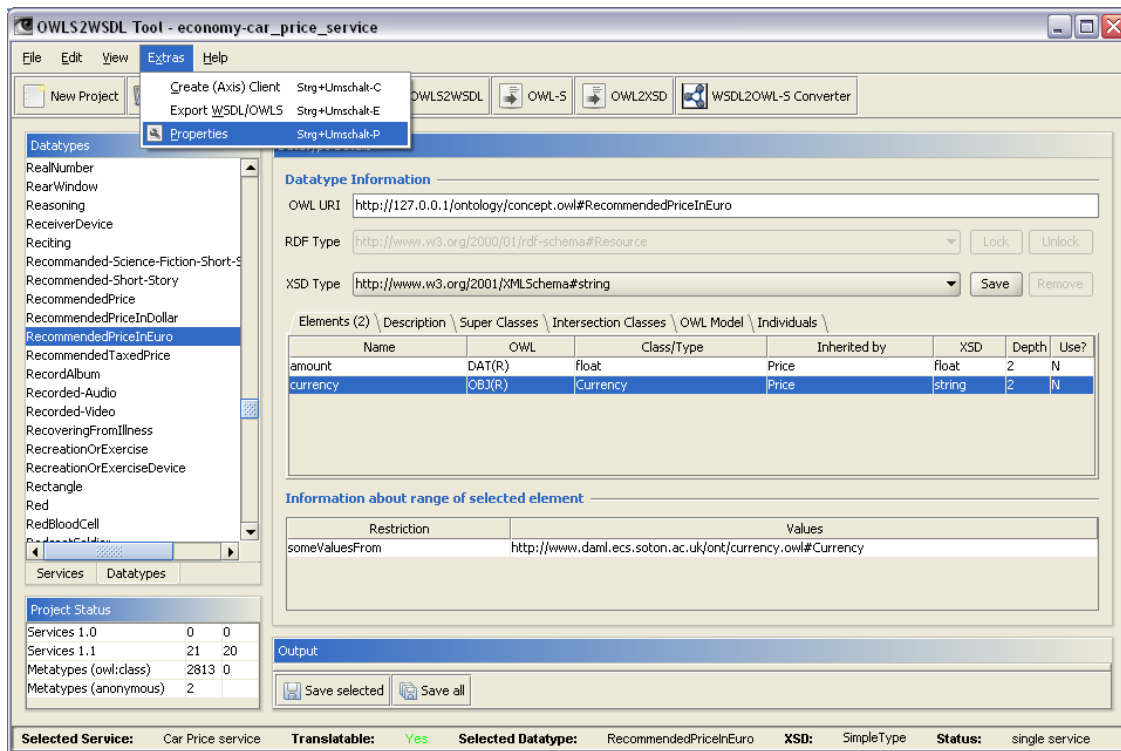 OWLS2WSDL Tool - economy-car_price_service
File Edit View Extras Help
Create (Axis) Client Strg+Umschalt-C
Export WSDL/OWLS Strg+Umschalt-E
Properties Strg+Umschalt-P
New Project OWLS2WSDL OWL-S OWL2XSD WSDL2OWL-S Converter
Datatypes
RealNumber
RearWindow
Reasoning
ReceiverDevice
Reciting
Recommanded-Science-Fiction-Short-S
Recommended-Short-Story
RecommendedPrice
RecommendedPriceInDollar
RecommendedPriceInEuro
RecommendedTaxedPrice
RecordAlbum
Recorded-Audio
Recorded-Video
RecoveringFromIllness
RecreationOrExercise
RecreationOrExerciseDevice
Rectangle
Red
RedBloodCell
Services Datatypes
Project Status
Services 1.0 0 0
Services 1.1 21 20
Metatypes (owl:class) 2813 0
Metatypes (anonymous) 2
Datatype Information
OWL URI http://127.0.0.1/ontology/concept.owl#RecommendedPriceInEuro
RDF Type http://www.w3.org/2000/01/rdf-schema#Resource Lock Unlock
XSD Type http://www.w3.org/2001/XMLSchema#string Save Remove
Elements (2) Description Super Classes Intersection Classes OWL Model Individuals
Name OWL Class/Type Inherited by XSD Depth Use?
amount DAT(R) float Price float 2 N
currency OBJ(R) Currency Price string 2 N
Information about range of selected element
Restriction Values
someValuesFrom http://www.daml.ecs.soton.ac.uk/ont/currency.owl#Currency
Output
Save selected Save all
Selected Service: Car Price service Translatable: Yes Selected Datatype: RecommendedPriceInEuro XSD: SimpleType Status: single service